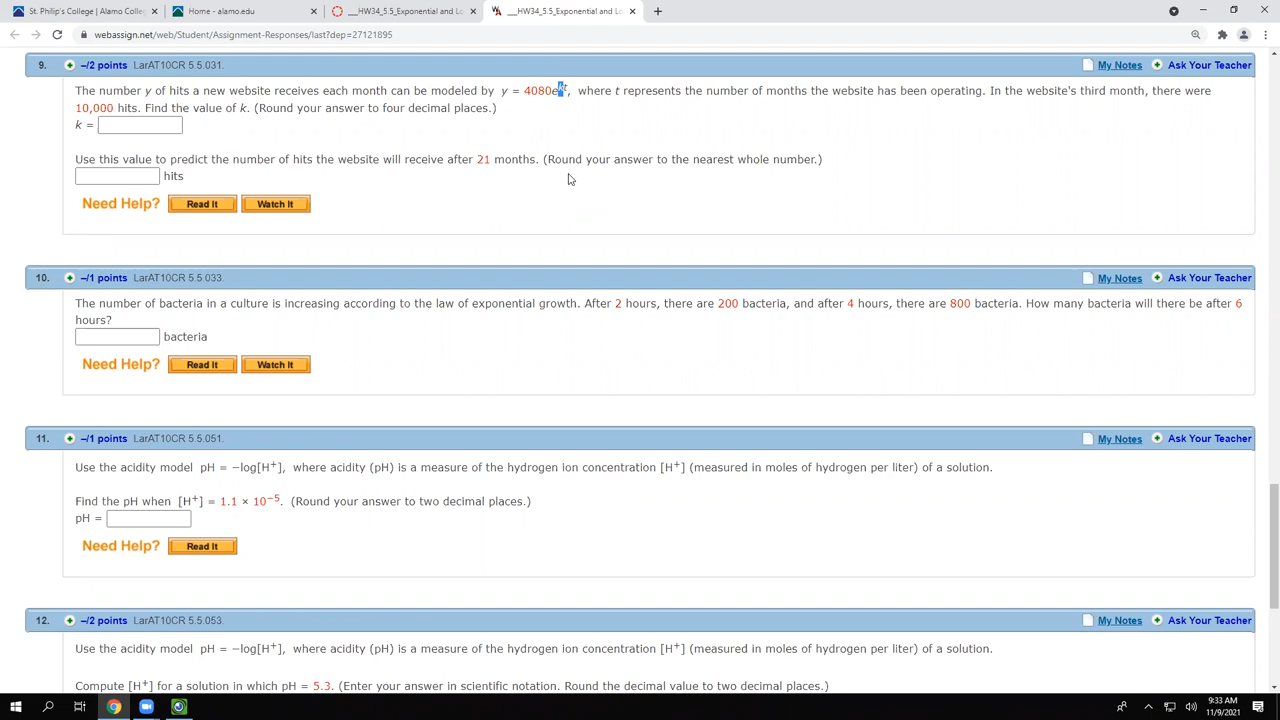 St. Philip's College | Alamo Colleg
Home - alamo.edu
___HW34_5.5_Exponential and Lo
___HW34_5.5_Exponential and Lo
webassign.net/web/Student/Assignment-Responses/last?dep=27121895
9. –/2 points LarAT10CR 5.5.031. My Notes Ask Your Teacher
The number y of hits a new website receives each month can be modeled by y = 4080e^kt, where t represents the number of months the website has been operating. In the website's third month, there were
10,000 hits. Find the value of k. (Round your answer to four decimal places.)
k =
Use this value to predict the number of hits the website will receive after 21 months. (Round your answer to the nearest whole number.)
hits
Need Help? Read It Watch It
10. –/1 points LarAT10CR 5.5.033. My Notes Ask Your Teacher
The number of bacteria in a culture is increasing according to the law of exponential growth. After 2 hours, there are 200 bacteria, and after 4 hours, there are 800 bacteria. How many bacteria will there be after 6
hours?
bacteria
Need Help? Read It Watch It
11. –/1 points LarAT10CR 5.5.051. My Notes Ask Your Teacher
Use the acidity model pH = −log[H⁺], where acidity (pH) is a measure of the hydrogen ion concentration [H⁺] (measured in moles of hydrogen per liter) of a solution.
Find the pH when [H⁺] = 1.1 × 10⁻⁵. (Round your answer to two decimal places.)
pH =
Need Help? Read It
12. –/2 points LarAT10CR 5.5.053. My Notes Ask Your Teacher
Use the acidity model pH = −log[H⁺], where acidity (pH) is a measure of the hydrogen ion concentration [H⁺] (measured in moles of hydrogen per liter) of a solution.
Compute [H⁺] for a solution in which pH = 5.3. (Enter your answer in scientific notation. Round the decimal value to two decimal places.)
9:33 AM
11/9/2021